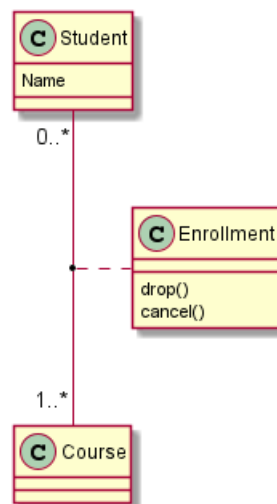 C Student
Name
0..*
C Enrollment
drop()
cancel()
1..*
C Course